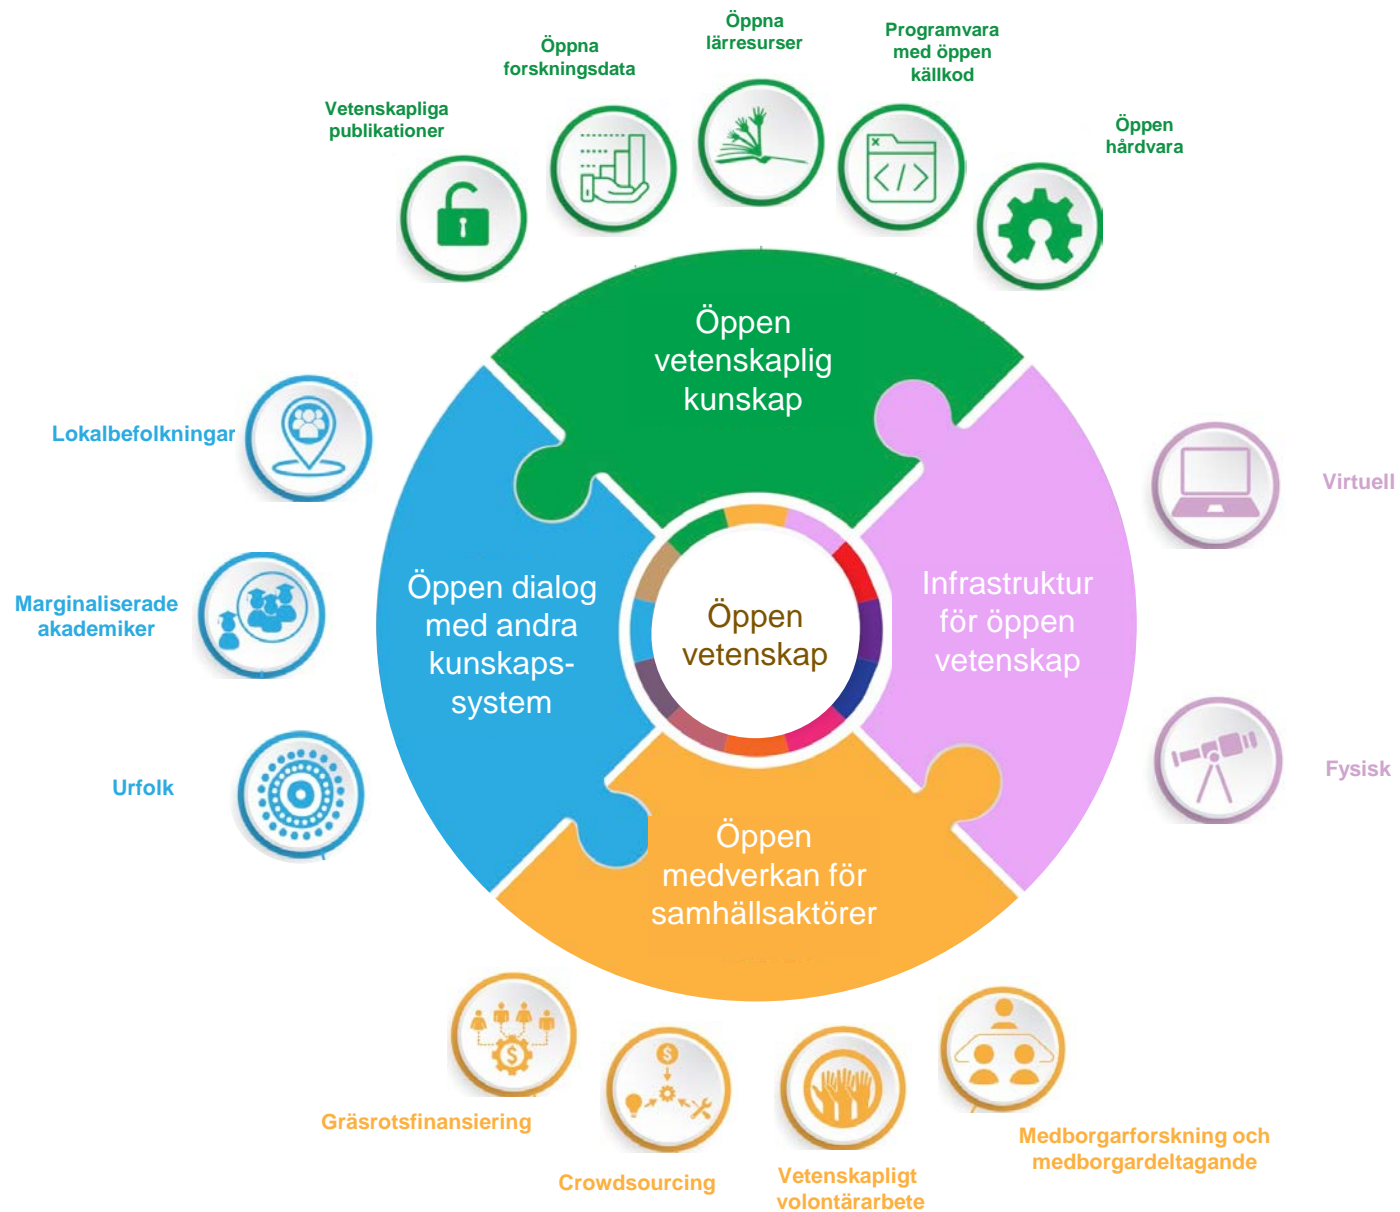 Öppna
lärresurser
Programvara
med öppen
källkod
Öppna
forskningsdata
Vetenskapliga
publikationer
Öppen
hårdvara
Öppen
vetenskaplig
kunskap
Lokalbefolkningar
Virtuell
Marginaliserade
akademiker
Öppen dialog
med andra
kunskaps-
system
Öppen
vetenskap
Infrastruktur
för öppen
vetenskap
Urfolk
Fysisk
Öppen
medverkan för
samhällsaktörer
Gräsrotsfinansiering
Crowdsourcing
Vetenskapligt
volontärarbete
Medborgarforskning och
medborgardeltagande